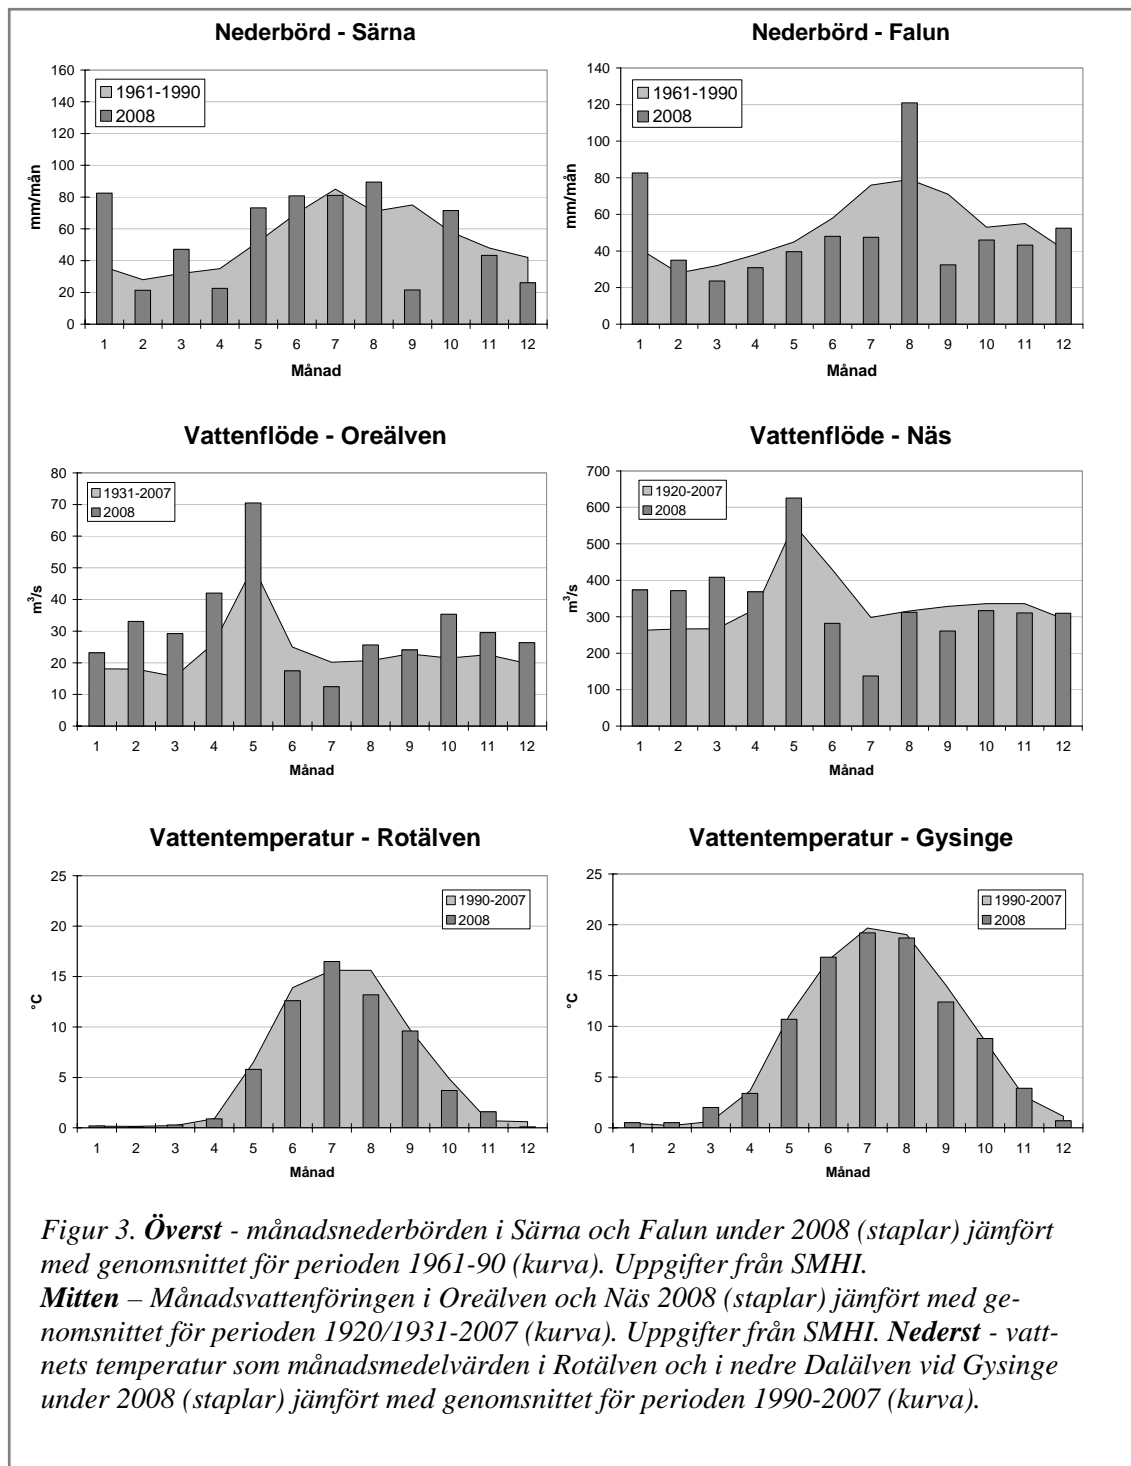 Nederbörd - Särna
160
140
120
100
80
60
40
20
0
mm/mån
1961-1990
2008
1 2 3 4 5 6 7 8 9 10 11 12
Månad
Nederbörd - Falun
140
120
100
80
60
40
20
0
mm/mån
1961-1990
2008
1 2 3 4 5 6 7 8 9 10 11 12
Månad
Vattenflöde - Oreälven
80
70
60
50
40
30
20
10
0
m³/s
1931-2007
2008
1 2 3 4 5 6 7 8 9 10 11 12
Månad
Vattenflöde - Näs
700
600
500
400
300
200
100
0
m³/s
1920-2007
2008
1 2 3 4 5 6 7 8 9 10 11 12
Månad
Vattentemperatur - Rotälven
25
20
15
10
5
0
°C
1990-2007
2008
1 2 3 4 5 6 7 8 9 10 11 12
Månad
Vattentemperatur - Gysinge
25
20
15
10
5
0
°C
1990-2007
2008
1 2 3 4 5 6 7 8 9 10 11 12
Månad
Figur 3. Överst - månadsnederbörden i Särna och Falun under 2008 (staplar) jämfört
med genomsnittet för perioden 1961-90 (kurva). Uppgifter från SMHI.
Mitten – Månadsvattenföringen i Oreälven och Näs 2008 (staplar) jämfört med ge-
nomsnittet för perioden 1920/1931-2007 (kurva). Uppgifter från SMHI. Nederst - vatt-
nets temperatur som månadsmedelvärden i Rotälven och i nedre Dalälven vid Gysinge
under 2008 (staplar) jämfört med genomsnittet för perioden 1990-2007 (kurva).